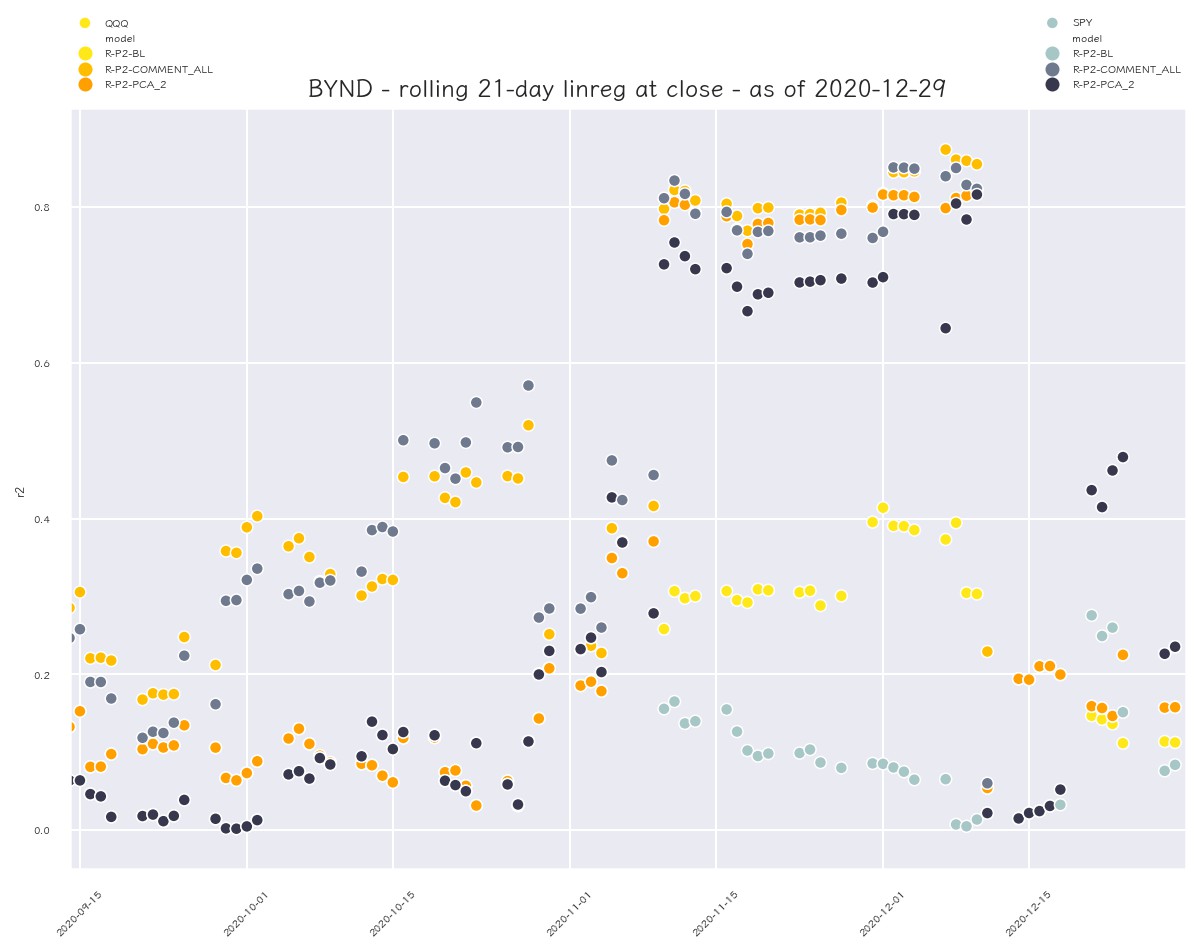 QQQ
model
R-P2-BL
R-P2-COMMENT_ALL
R-P2-PCA_2
SPY
model
R-P2-BL
R-P2-COMMENT_ALL
R-P2-PCA_2
BYND - rolling 21-day linreg at close - as of 2020-12-29
0.8
0.6
0.4
0.2
0.0
r2
2020-09-15
2020-10-01
2020-10-15
2020-11-01
2020-11-15
2020-12-01
2020-12-15